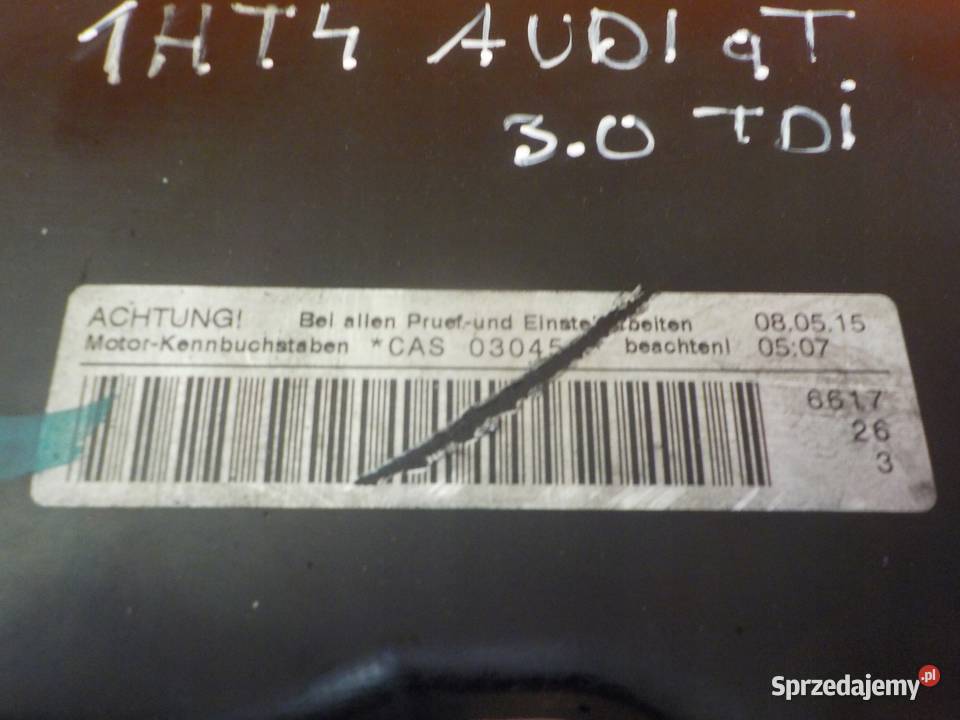 1HT4 AUDI q7
3.0 TDi
ACHTUNG! Bei allen Pruef.-und 08.05.15
Motor-Kennbuchstaben *CAS beachten! 05:07
6617
26
3
Sprzedajemy.pl